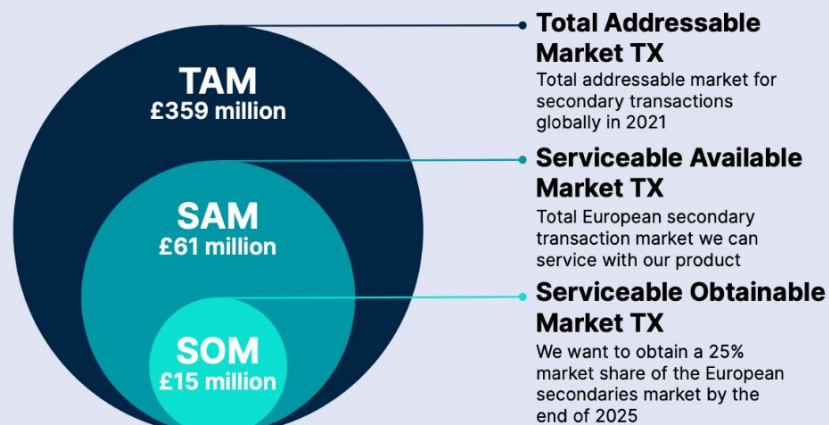 TAM
£359 million
SAM
£61 million
SOM
£15 million
Total Addressable
Market TX
Total addressable market for
secondary transactions
globally in 2021
Serviceable Available
Market TX
Total European secondary
transaction market we can
service with our product
Serviceable Obtainable
Market TX
We want to obtain a 25%
market share of the European
secondaries market by the
end of 2025